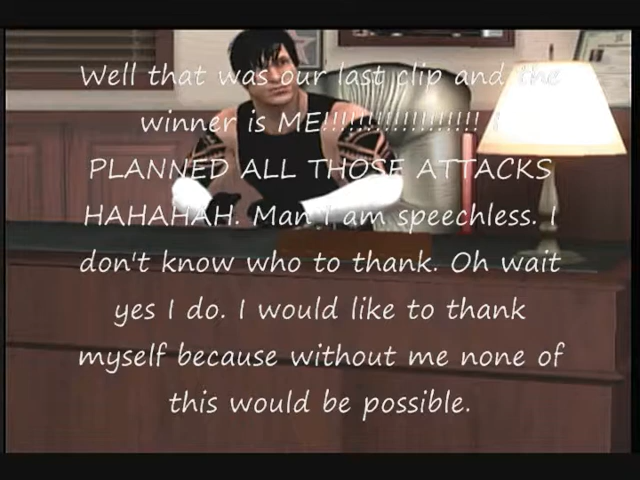 Well that was our last clip and the
winner is ME!!!!!!!!!!!!!!!!!! I
PLANNED ALL THOSE ATTACKS
HAHAHAH. Man I am speechless. I
don't know who to thank. Oh wait
yes I do. I would like to thank
myself because without me none of
this would be possible.